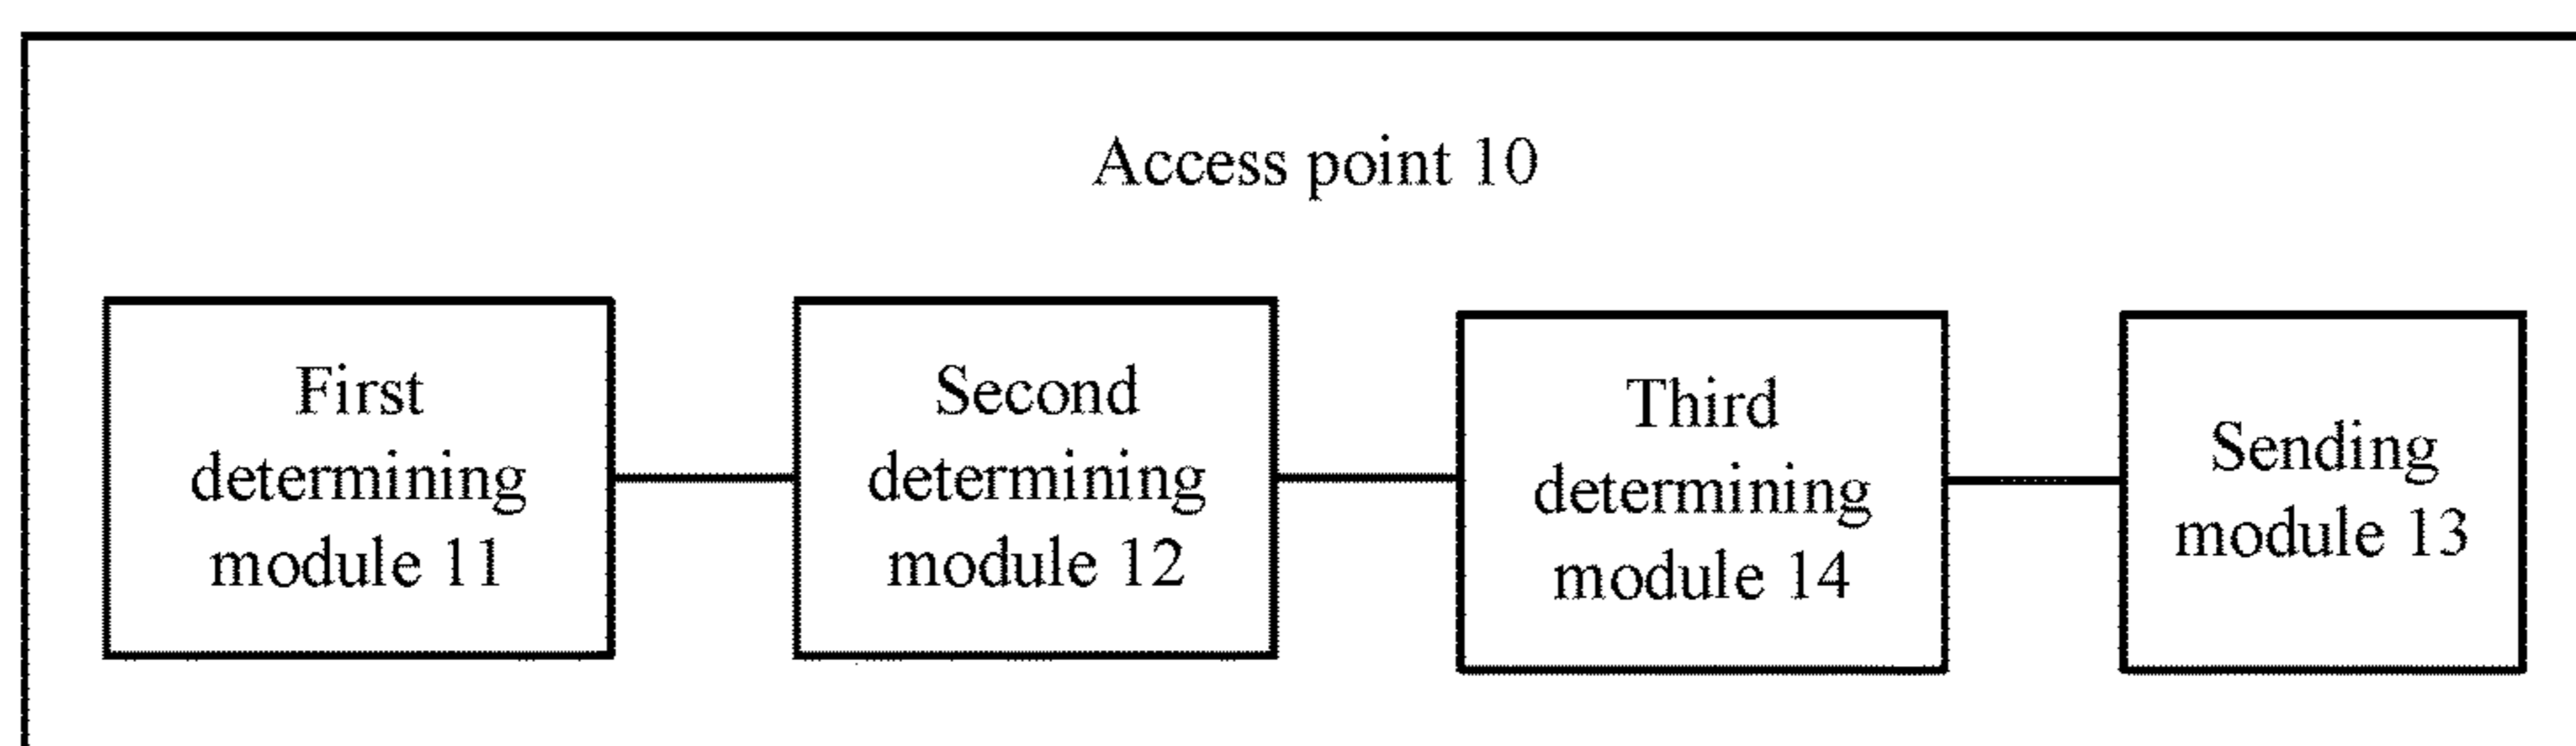 Access point 10
First
determining
module 11
Second
determining
module 12
Third
determining
module 14
Sending
module 13